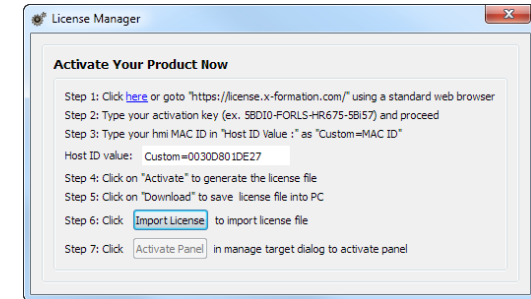 License Manager
Activate Your Product Now
Step 1: Click here or goto "https://license.x-formation.com/" using a standard web browser
Step 2: Type your activation key (ex. 5BDI0-FORLS-HR675-5Bi57) and proceed
Step 3: Type your hmi MAC ID in "Host ID Value :" as "Custom=MAC ID"
Host ID value: Custom=0030D801DE27
Step 4: Click on "Activate" to generate the license file
Step 5: Click on "Download" to save license file into PC
Step 6: Click Import License to import license file
Step 7: Click Activate Panel in manage target dialog to activate panel